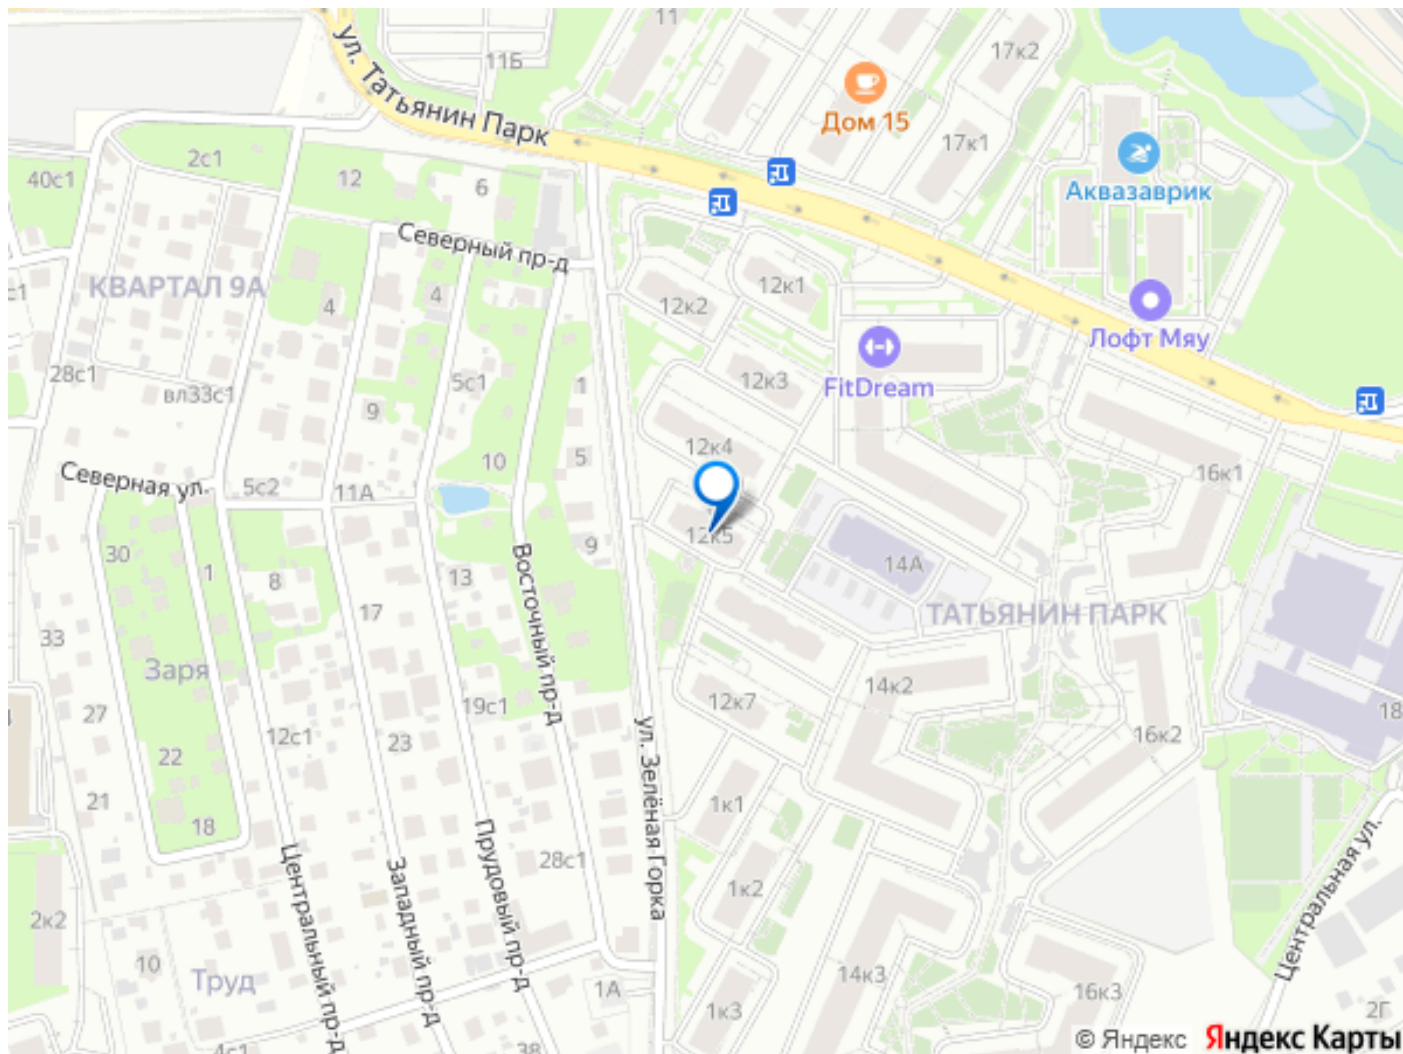 11
17к2
11Б
ул. Татьянин Парк
Дом 15
17к1
2с1
40с1
12
6
Аквазаврик
Северный пр-д
КВАРТАЛ 9А
4
4
12к2
12к1
Лофт Мяу
28с1
вл33с1
5с1
1
12к3
FitDream
9
12к4
10
5
16к1
Северная ул.
5с2
11А
12к5
9
14А
30
1
8
13
Восточный пр-д
17
ТАТЬЯНИН ПАРК
33
Заря
14к2
27
19с1
12к7
18
12с1
23
16к2
22
ул. Зелёная Горка
21
1к1
18
Центральный пр-д
Западный пр-д
Прудовый пр-д
28с1
1к2
Центральная ул.
2к2
10
Труд
14к3
16к3
1А
1к3
2Г
4с1
38
© Яндекс Яндекс Карты